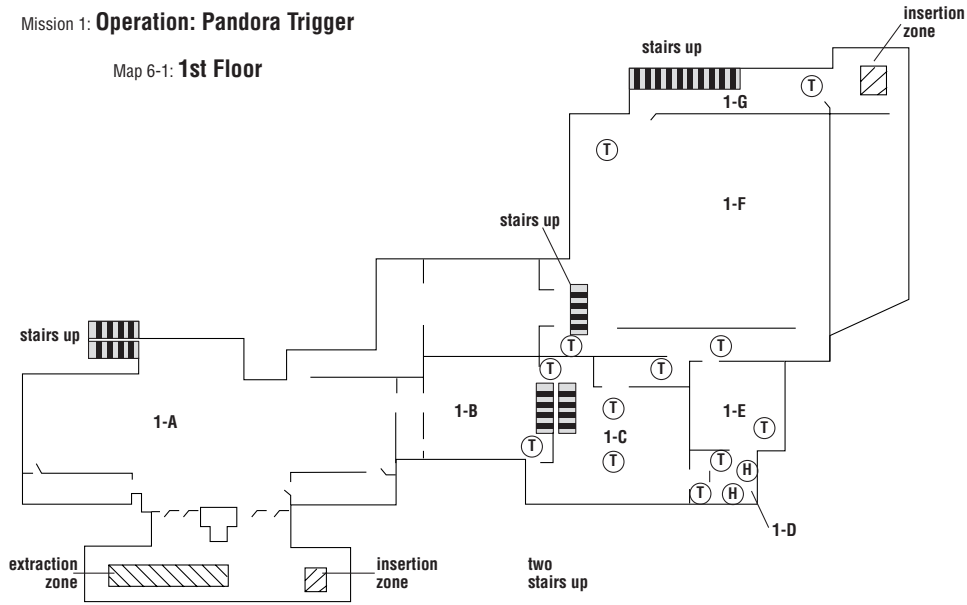 Mission 1: Operation: Pandora Trigger
Map 6-1: 1st Floor
insertion
zone
stairs up
T
1-G
T
1-F
stairs up
stairs up
T
T
T
T
1-E
1-A
1-B
T
T
1-C
T
T
T
H
T
H
1-D
extraction
zone
insertion
zone
two
stairs up